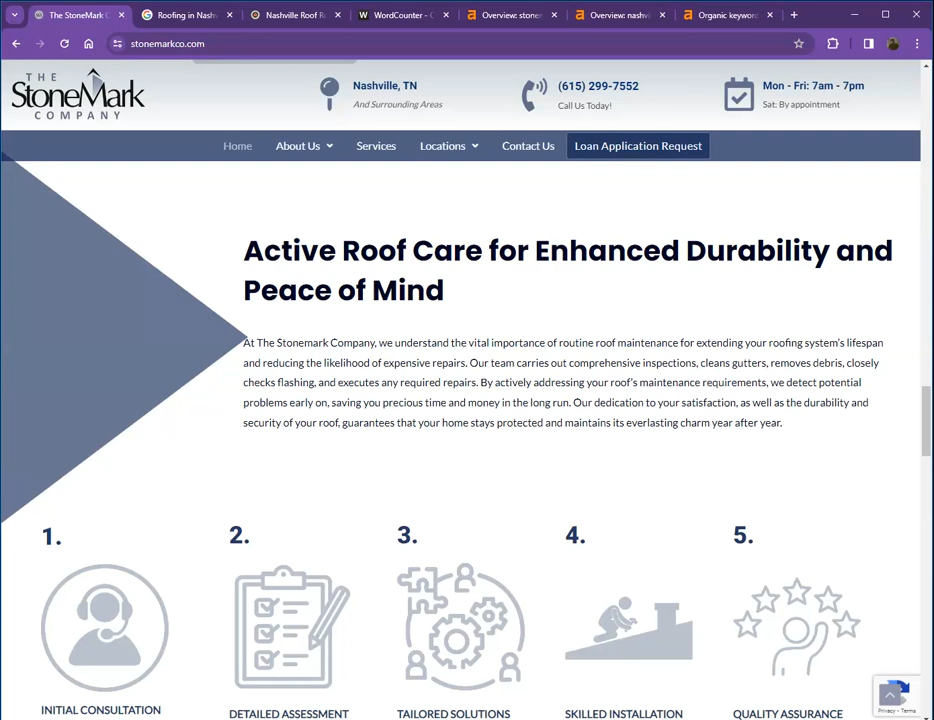 The StoneMark C
Roofing in Nashv
Nashville Roof R
WordCounter - C
Overview: stonem
Overview: nashvi
Organic keyword
stonemarkco.com
THE
StoneMark
COMPANY
Nashville, TN
And Surrounding Areas
(615) 299-7552
Call Us Today!
Mon - Fri: 7am - 7pm
Sat: By appointment
Home About Us Services Locations Contact Us Loan Application Request
Active Roof Care for Enhanced Durability and
Peace of Mind
At The Stonemark Company, we understand the vital importance of routine roof maintenance for extending your roofing system's lifespan
and reducing the likelihood of expensive repairs. Our team carries out comprehensive inspections, cleans gutters, removes debris, closely
checks flashing, and executes any required repairs. By actively addressing your roof's maintenance requirements, we detect potential
problems early on, saving you precious time and money in the long run. Our dedication to your satisfaction, as well as the durability and
security of your roof, guarantees that your home stays protected and maintains its everlasting charm year after year.
1.
2.
3.
4.
5.
INITIAL CONSULTATION
DETAILED ASSESSMENT
TAILORED SOLUTIONS
SKILLED INSTALLATION
QUALITY ASSURANCE
Privacy - Terms